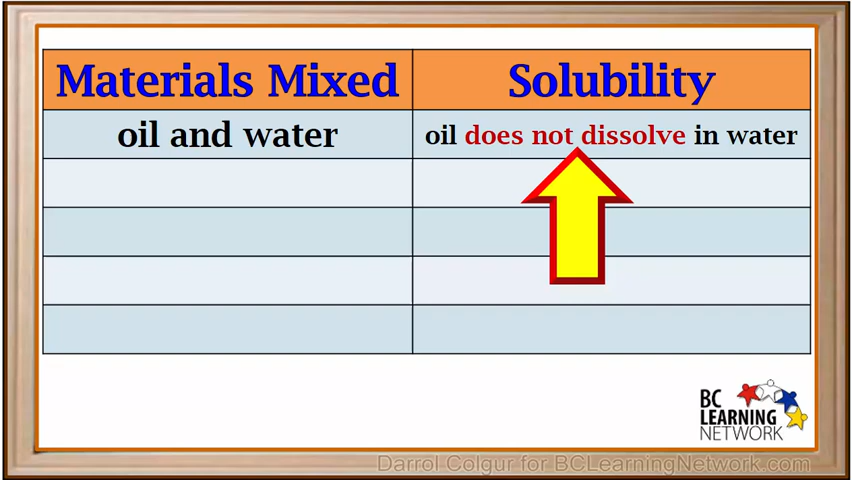 Materials Mixed
Solubility
oil and water
oil does not dissolve in water
BC
LEARNING
NETWORK
Darrol Colgur for BCLearningNetwork.com